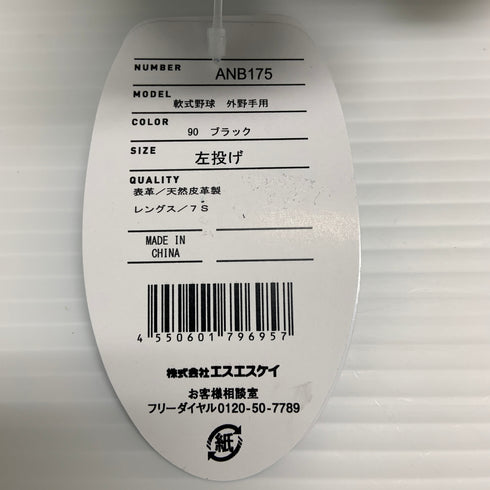 NUMBER ANB175
MODEL 軟式野球 外野手用
COLOR 90 ブラック
SIZE 左投げ
QUALITY
表革/天然皮革製
レングス/7S
MADE IN
CHINA
4 550601 796957
株式会社エスエスケイ
お客様相談室
フリーダイヤル0120-50-7789
紙